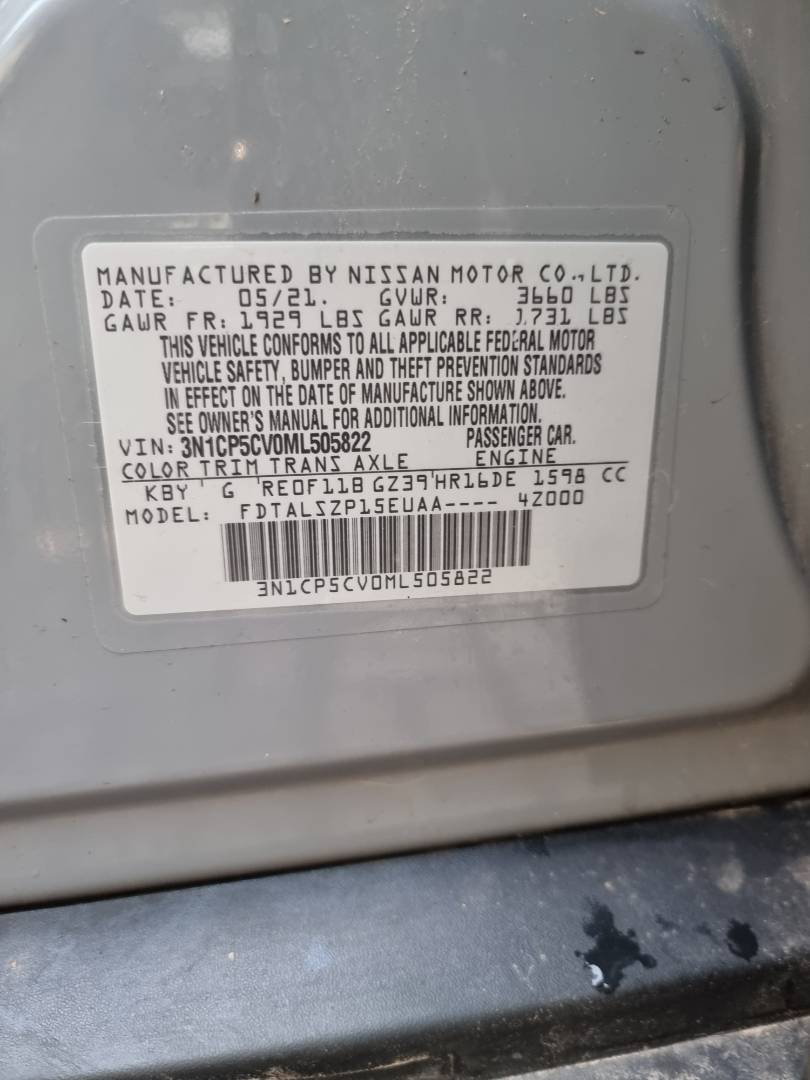 MANUFACTURED BY NISSAN MOTOR CO., LTD.
DATE: 05/21. GVWR: 3660 LBS
GAWR FR: 1929 LBS GAWR RR: 1731 LBS
THIS VEHICLE CONFORMS TO ALL APPLICABLE FEDERAL MOTOR
VEHICLE SAFETY, BUMPER AND THEFT PREVENTION STANDARDS
IN EFFECT ON THE DATE OF MANUFACTURE SHOWN ABOVE.
SEE OWNER'S MANUAL FOR ADDITIONAL INFORMATION.
VIN: 3N1CP5CV0ML505822 PASSENGER CAR.
COLOR TRIM TRANS AXLE ENGINE
KBY G RE0F11B GZ39 HR16DE 1598 CC
MODEL: FDTALSZP15EUAA---- 4Z000
3N1CP5CV0ML505822